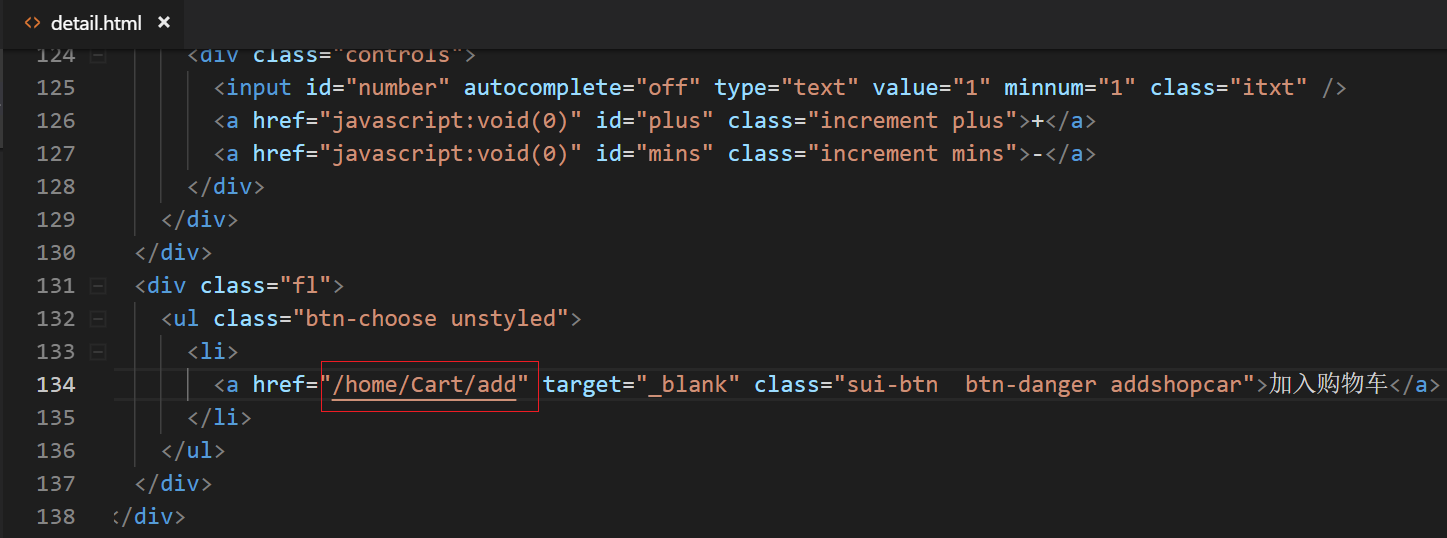 <> detail.html ×
124 <div class="controls">
125 <input id="number" autocomplete="off" type="text" value="1" minnum="1" class="itxt" />
126 <a href="javascript:void(0)" id="plus" class="increment plus">+</a>
127 <a href="javascript:void(0)" id="mins" class="increment mins">-</a>
128 </div>
129 </div>
130 </div>
131 <div class="fl">
132 <ul class="btn-choose unstyled">
133 <li>
134 <a href="/home/Cart/add" target="_blank" class="sui-btn  btn-danger addshopcar">加入购物车</a>
135 </li>
136 </ul>
137 </div>
138 </div>